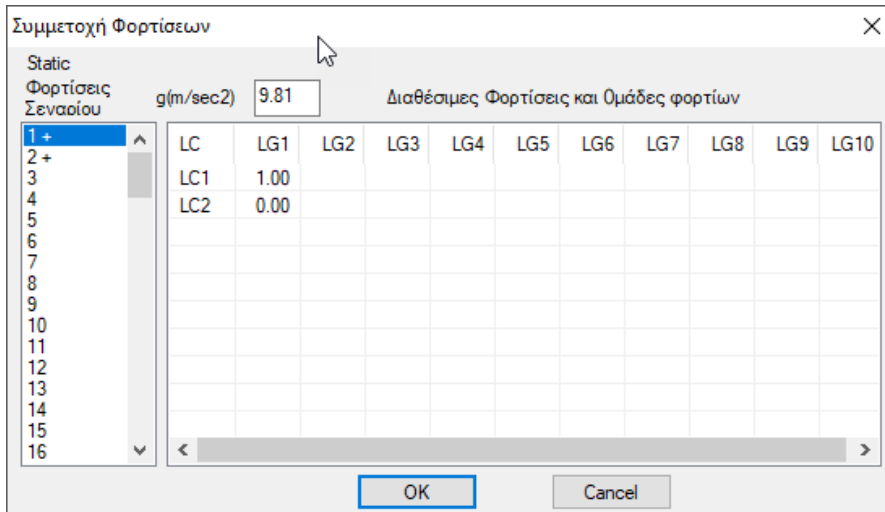 Συμμετοχή Φορτίσεων
Static
Φορτίσεις
Σεναρίου
g(m/sec2) 9.81 Διαθέσιμες Φορτίσεις και Ομάδες φορτίων
1 +
2 +
3
4
5
6
7
8
9
10
11
12
13
14
15
16
LC LG1 LG2 LG3 LG4 LG5 LG6 LG7 LG8 LG9 LG10
LC1 1.00
LC2 0.00
OK Cancel